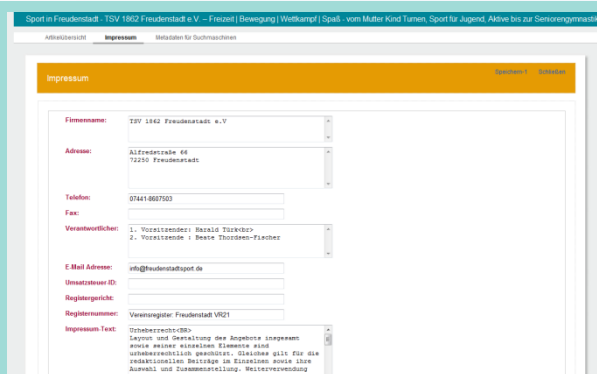 Sport in Freudenstadt - TSV 1862 Freudenstadt e.V. – Freizeit | Bewegung | Wettkampf | Spaß - vom Mutter Kind Turnen, Sport für Jugend, Aktive bis zur Seniorengymnastik
Artikelübersicht Impressum Metadaten für Suchmaschinen
Impressum Speichern Schließen
Firmenname: TSV 1862 Freudenstadt e.V
Adresse: Alfredstraße 66
72250 Freudenstadt
Telefon: 07441-8607503
Fax:
Verantwortlicher: 1. Vorsitzender: Harald Türk<br>
2. Vorsitzende : Beate Thordsen-Fischer
E-Mail Adresse: info@freudenstadtsport.de
Umsatzsteuer-ID:
Registergericht:
Registernummer: Vereinsregister: Freudenstadt VR21
Impressum-Text: Urheberrecht<BR>
Layout und Gestaltung des Angebots insgesamt
sowie seiner einzelnen Elemente sind
urheberrechtlich geschützt. Gleiches gilt für die
redaktionellen Beiträge im Einzelnen sowie ihre
Auswahl und Zusammenstellung. Weiterverwendung